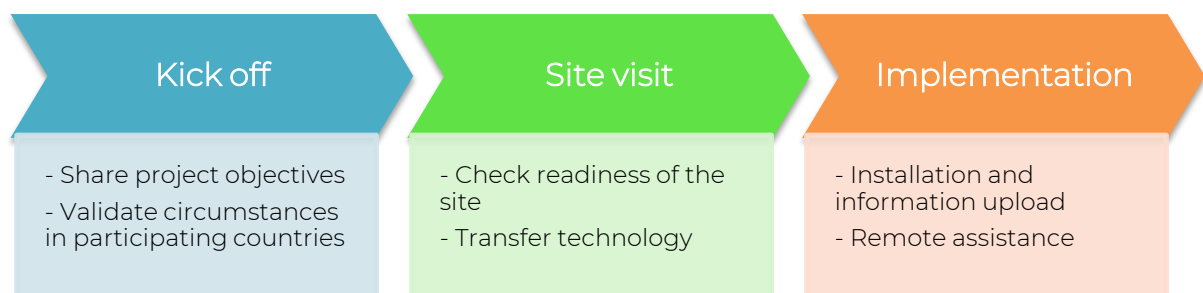 Kick off
- Share project objectives
- Validate circumstances
in participating countries
Site visit
- Check readiness of the
site
- Transfer technology
Implementation
- Installation and
information upload
- Remote assistance